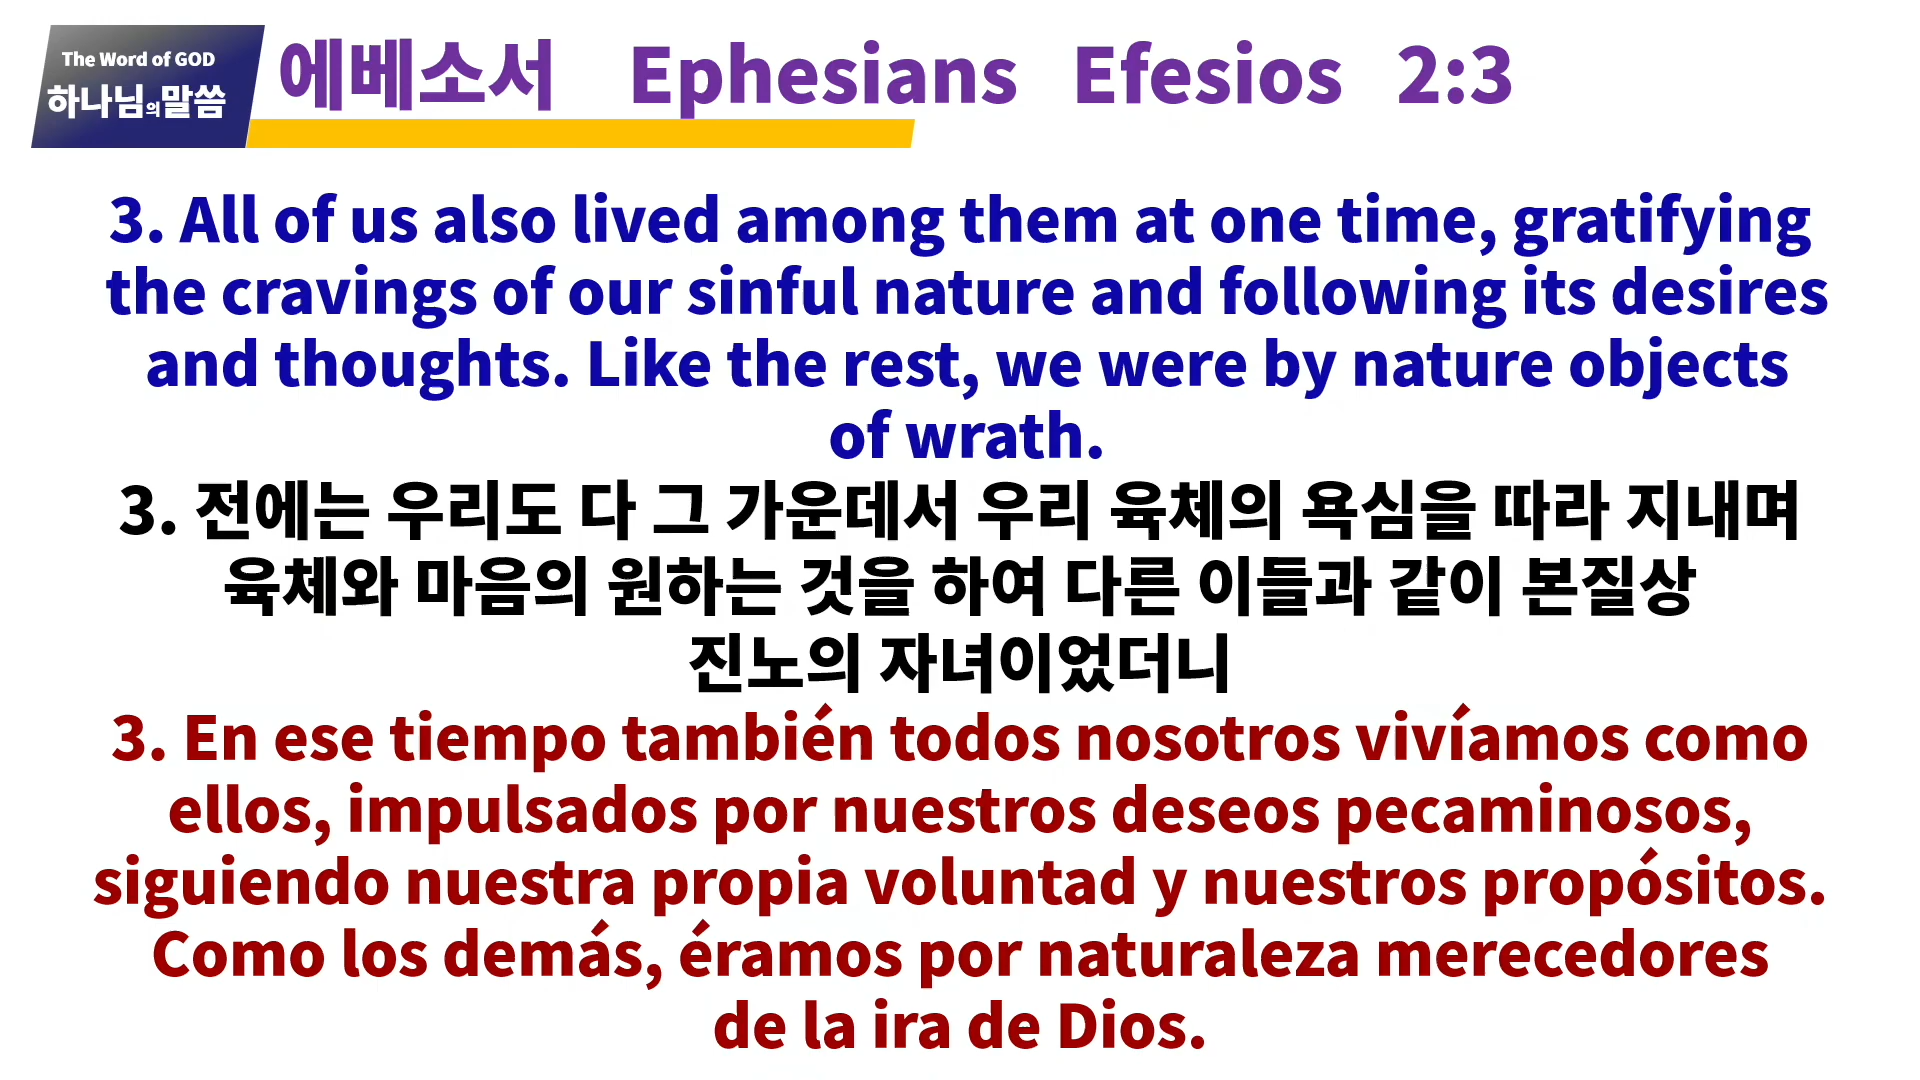 The Word of GOD
하나님의말씀
에베소서 Ephesians Efesios 2:3
3. All of us also lived among them at one time, gratifying
the cravings of our sinful nature and following its desires
and thoughts. Like the rest, we were by nature objects
of wrath.
3. 전에는 우리도 다 그 가운데서 우리 육체의 욕심을 따라 지내며
육체와 마음의 원하는 것을 하여 다른 이들과 같이 본질상
진노의 자녀이었더니
3. En ese tiempo también todos nosotros vivíamos como
ellos, impulsados por nuestros deseos pecaminosos,
siguiendo nuestra propia voluntad y nuestros propósitos.
Como los demás, éramos por naturaleza merecedores
de la ira de Dios.